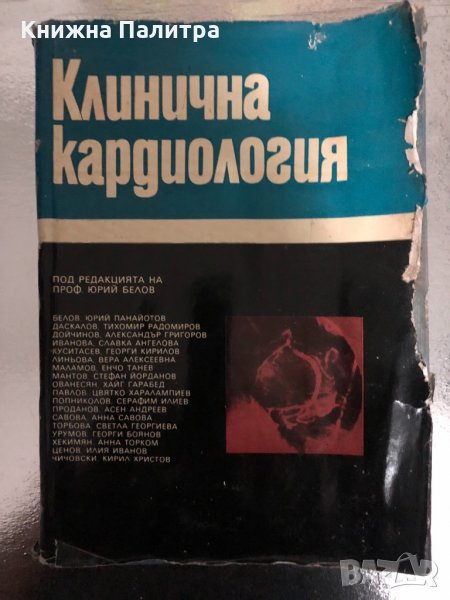 Книжна Палитра
Клинична
кардиология
ПОД РЕДАКЦИЯТА НА
ПРОФ. ЮРИЙ БЕЛОВ
БЕЛОВ, ЮРИЙ ПАНАЙОТОВ
ДАСКАЛОВ, ТИХОМИР РАДОМИРОВ
ДОЙЧИНОВ, АЛЕКСАНДЪР ГРИГОРОВ
ИВАНОВА, СЛАВКА АНГЕЛОВА
КУСИТАСЕВ, ГЕОРГИ КИРИЛОВ
ЛИНЬОВА, ВЕРА АЛЕКСЕЕВНА
МАЛАМОВ, ЕНЧО ТАНЕВ
МАНТОВ, СТЕФАН ЙОРДАНОВ
ОВАНЕСЯН, ХАЙГ ГАРАБЕД
ПАВЛОВ, ЦВЯТКО ХАРАЛАМПИЕВ
ПОПНИКОЛОВ, СЕРАФИМ ИЛИЕВ
ПРОДАНОВ, АСЕН АНДРЕЕВ
САВОВА, АННА САВОВА
ТОРБОВА, СВЕТЛА ГЕОРГИЕВА
УРУМОВ, ГЕОРГИ БОЯНОВ
ХЕКИМЯН, АННА ТОРКОМ
ЦЕНОВ, ИЛИЯ ИВАНОВ
ЧИЧОВСКИ, КИРИЛ ХРИСТОВ
БАZAR